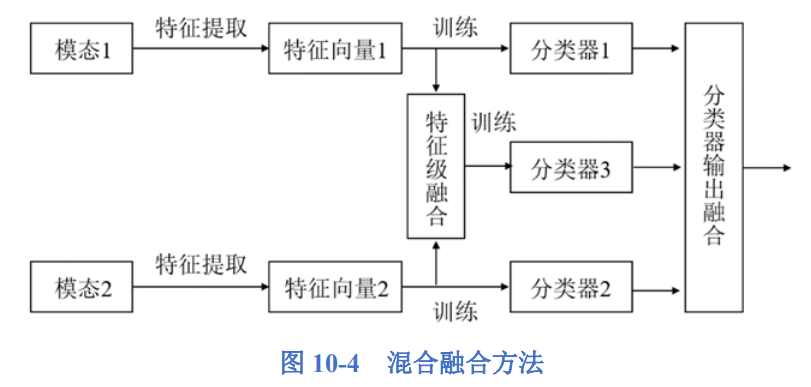 特征提取
训练
模态1
特征向量1
分类器1
特征级融合
训练
分类器3
分类器输出融合
特征提取
模态2
特征向量2
分类器2
训练
图 10-4 混合融合方法